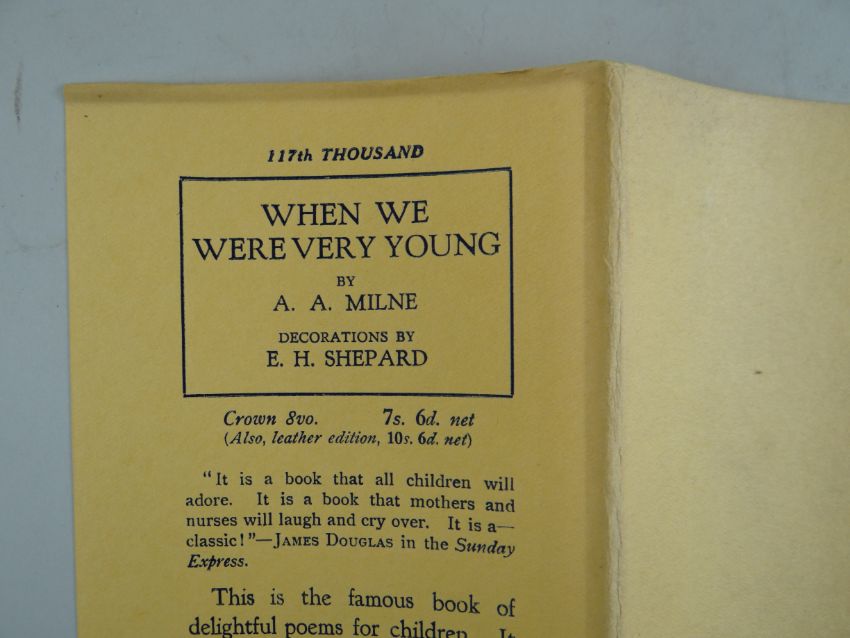 117th THOUSAND
WHEN WE
WERE VERY YOUNG
BY
A. A. MILNE
DECORATIONS BY
E. H. SHEPARD
Crown 8vo. 7s. 6d. net
(Also, leather edition, 10s. 6d. net)
"It is a book that all children will
adore. It is a book that mothers and
nurses will laugh and cry over. It is a—
classic!"—JAMES DOUGLAS in the Sunday
Express.
This is the famous book of
delightful poems for children. It